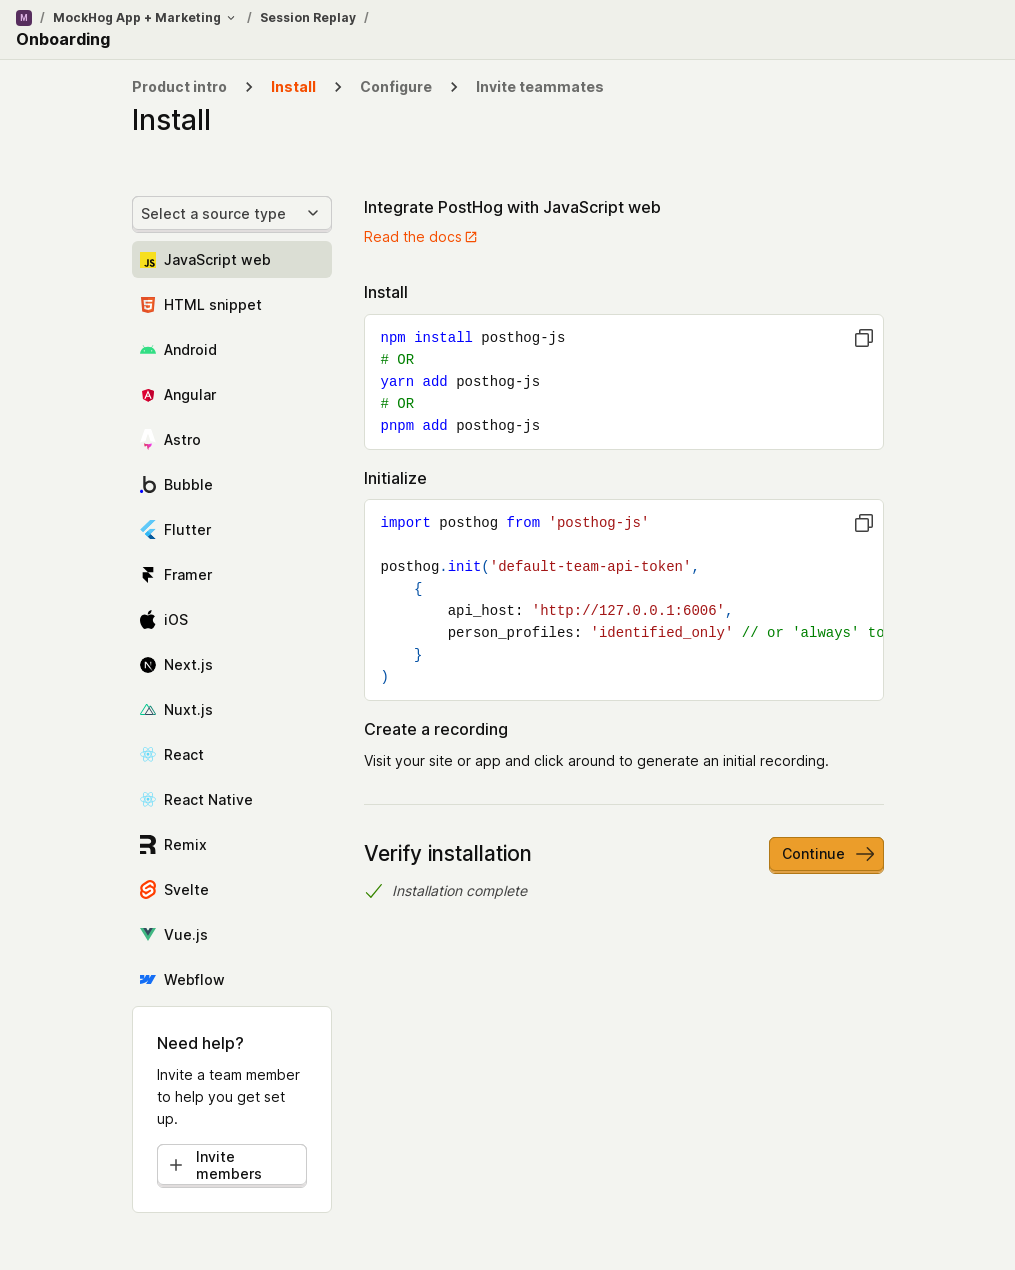 M / MockHog App + Marketing / Session Replay /
Onboarding
Product intro > Install > Configure > Invite teammates
Install
Select a source type
JavaScript web
HTML snippet
Android
Angular
Astro
Bubble
Flutter
Framer
iOS
Next.js
Nuxt.js
React
React Native
Remix
Svelte
Vue.js
Webflow
Need help?
Invite a team member
to help you get set
up.
Invite
members
Integrate PostHog with JavaScript web
Read the docs
Install
npm install posthog-js
# OR
yarn add posthog-js
# OR
pnpm add posthog-js
Initialize
import posthog from 'posthog-js'
posthog.init('default-team-api-token',
    {
        api_host: 'http://127.0.0.1:6006',
        person_profiles: 'identified_only' // or 'always' to
    }
)
Create a recording
Visit your site or app and click around to generate an initial recording.
Verify installation
Continue
Installation complete